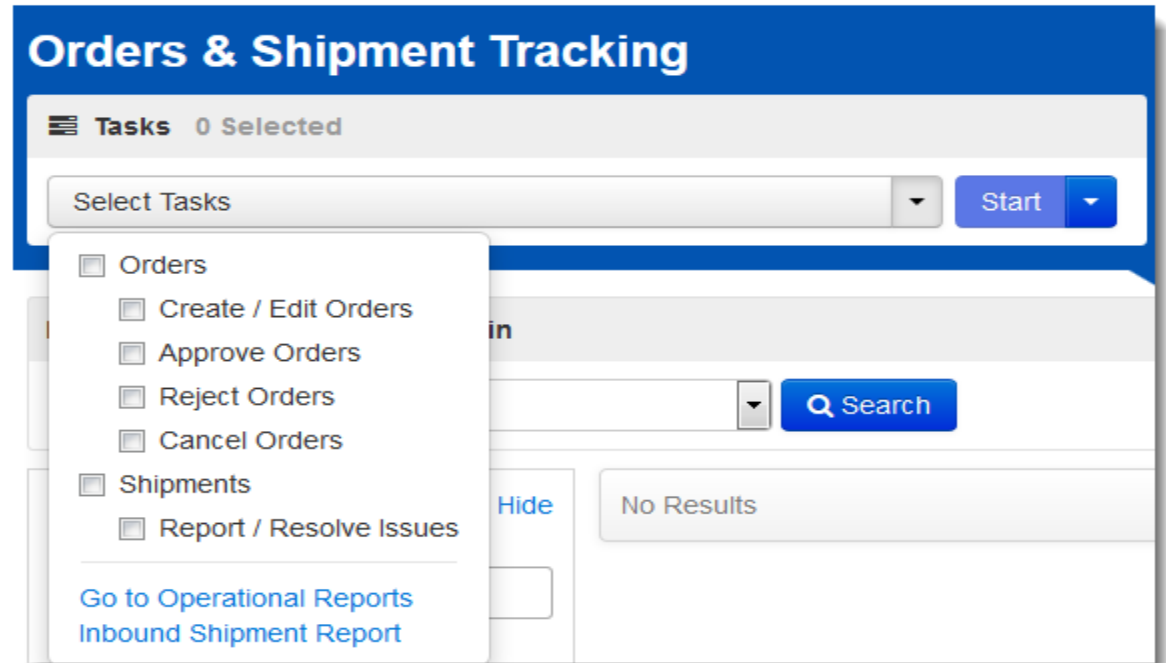 Orders & Shipment Tracking
Tasks 0 Selected
Select Tasks
Start
Orders
Create / Edit Orders
Approve Orders
Reject Orders
Cancel Orders
Shipments
Report / Resolve Issues
Go to Operational Reports
Inbound Shipment Report
in
Search
Hide
No Results